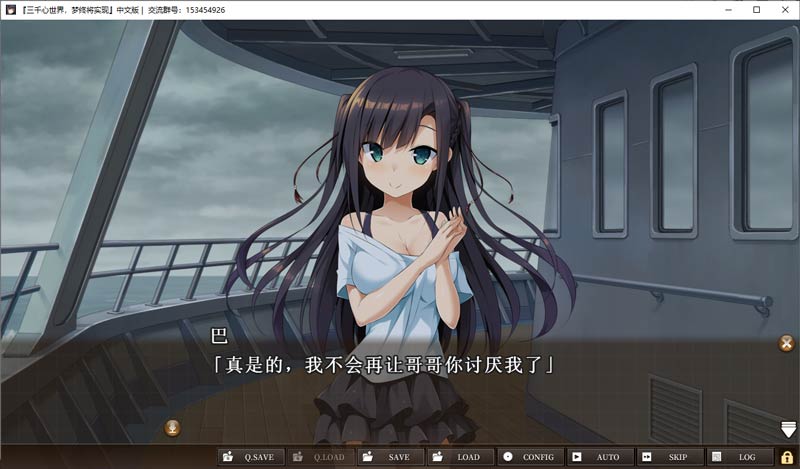 『三千心世界，梦终将实现』中文版 | 交流群号：153454926
巴
「真是的，我不会再让哥哥你讨厌我了」
Q.SAVE
Q.LOAD
SAVE
LOAD
CONFIG
AUTO
SKIP
LOG